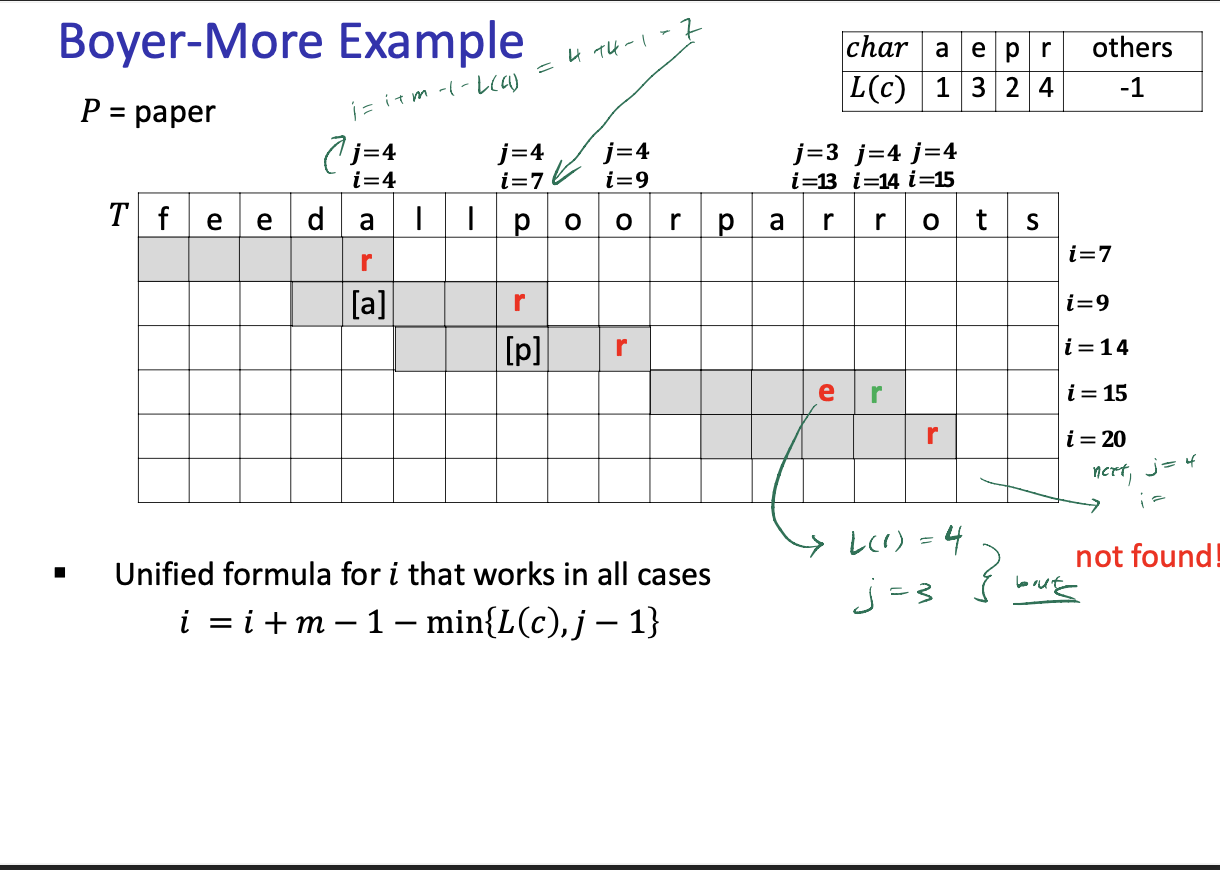 Boyer-More Example
i = i + m - 1 - L(a) = 4 + 4 - 1 - 7
char a e p r others
L(c) 1 3 2 4 -1
P = paper
j=4 j=4 j=4 j=3 j=4 j=4
i=4 i=7 i=9 i=13 i=14 i=15
T f e e d a l l p o o r p a r r o t s
r i=7
[a] r i=9
[p] r i = 14
e r i = 15
r i = 20
next, j = 4
i =
L(r) = 4
not found!
j = 3
▪ Unified formula for i that works in all cases
i = i + m − 1 − min{L(c), j − 1}